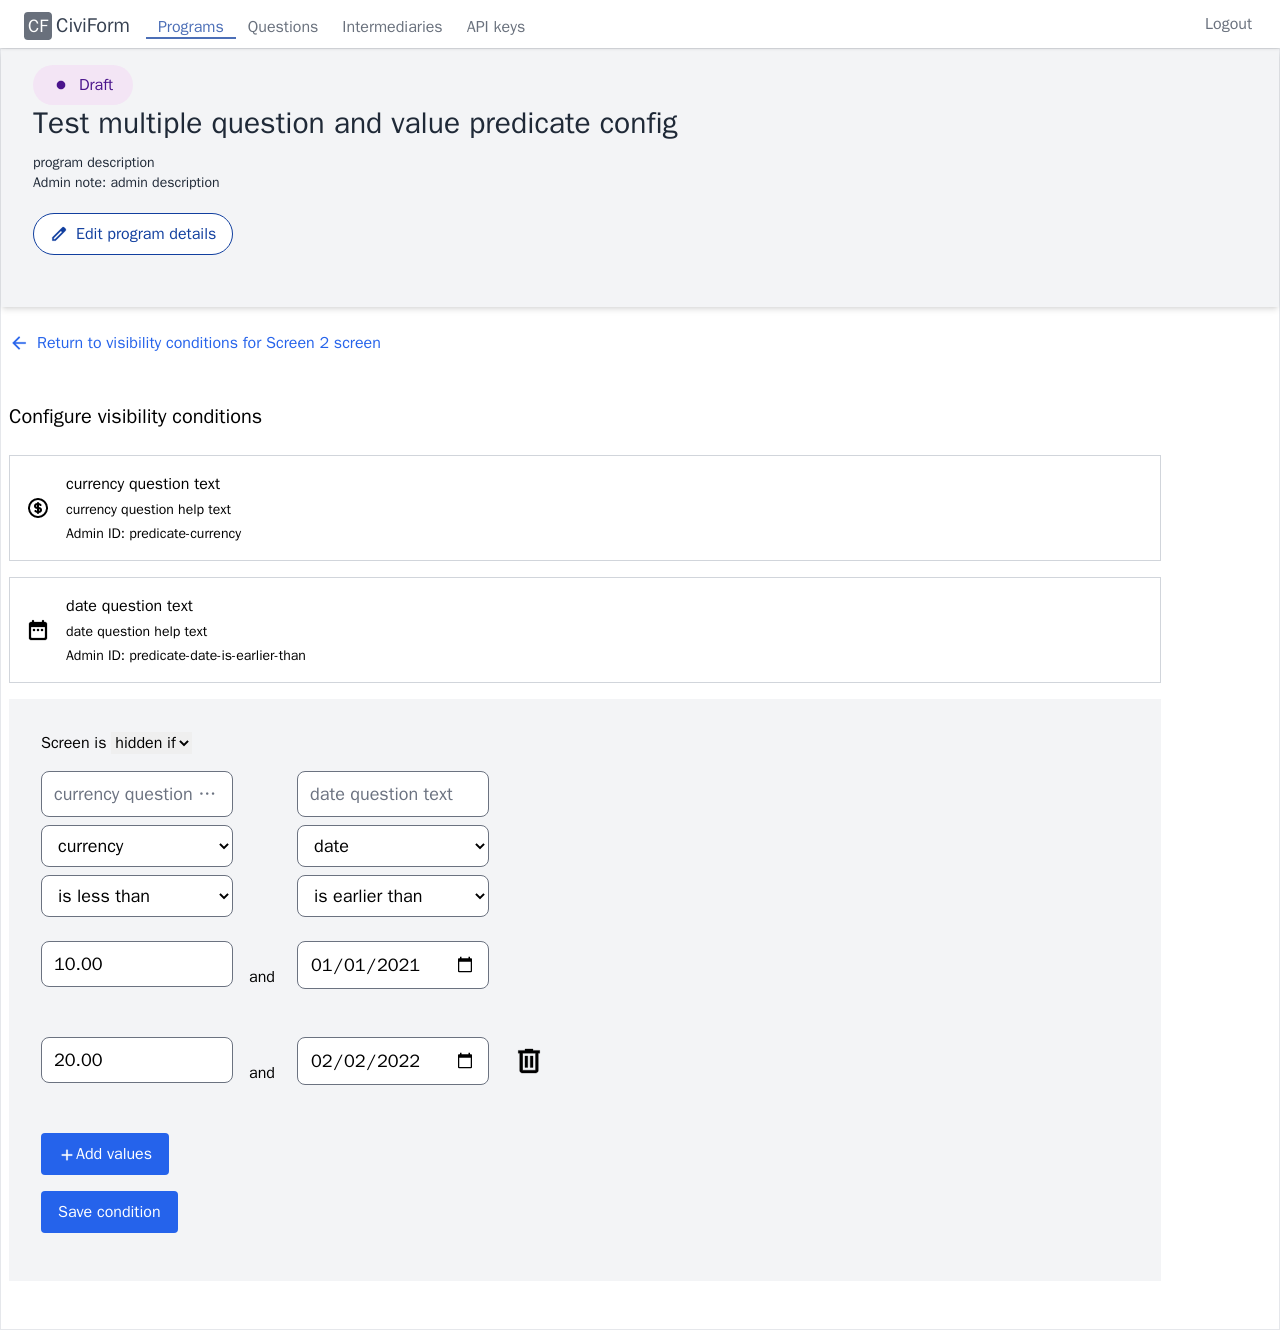 CF CiviForm Programs Questions Intermediaries API keys Logout
Draft
Test multiple question and value predicate config
program description
Admin note: admin description
Edit program details
Return to visibility conditions for Screen 2 screen
Configure visibility conditions
currency question text
currency question help text
Admin ID: predicate-currency
date question text
date question help text
Admin ID: predicate-date-is-earlier-than
Screen is hidden if
currency question ··· date question text
currency date
is less than is earlier than
10.00 and 01/01/2021
20.00 and 02/02/2022
+Add values
Save condition